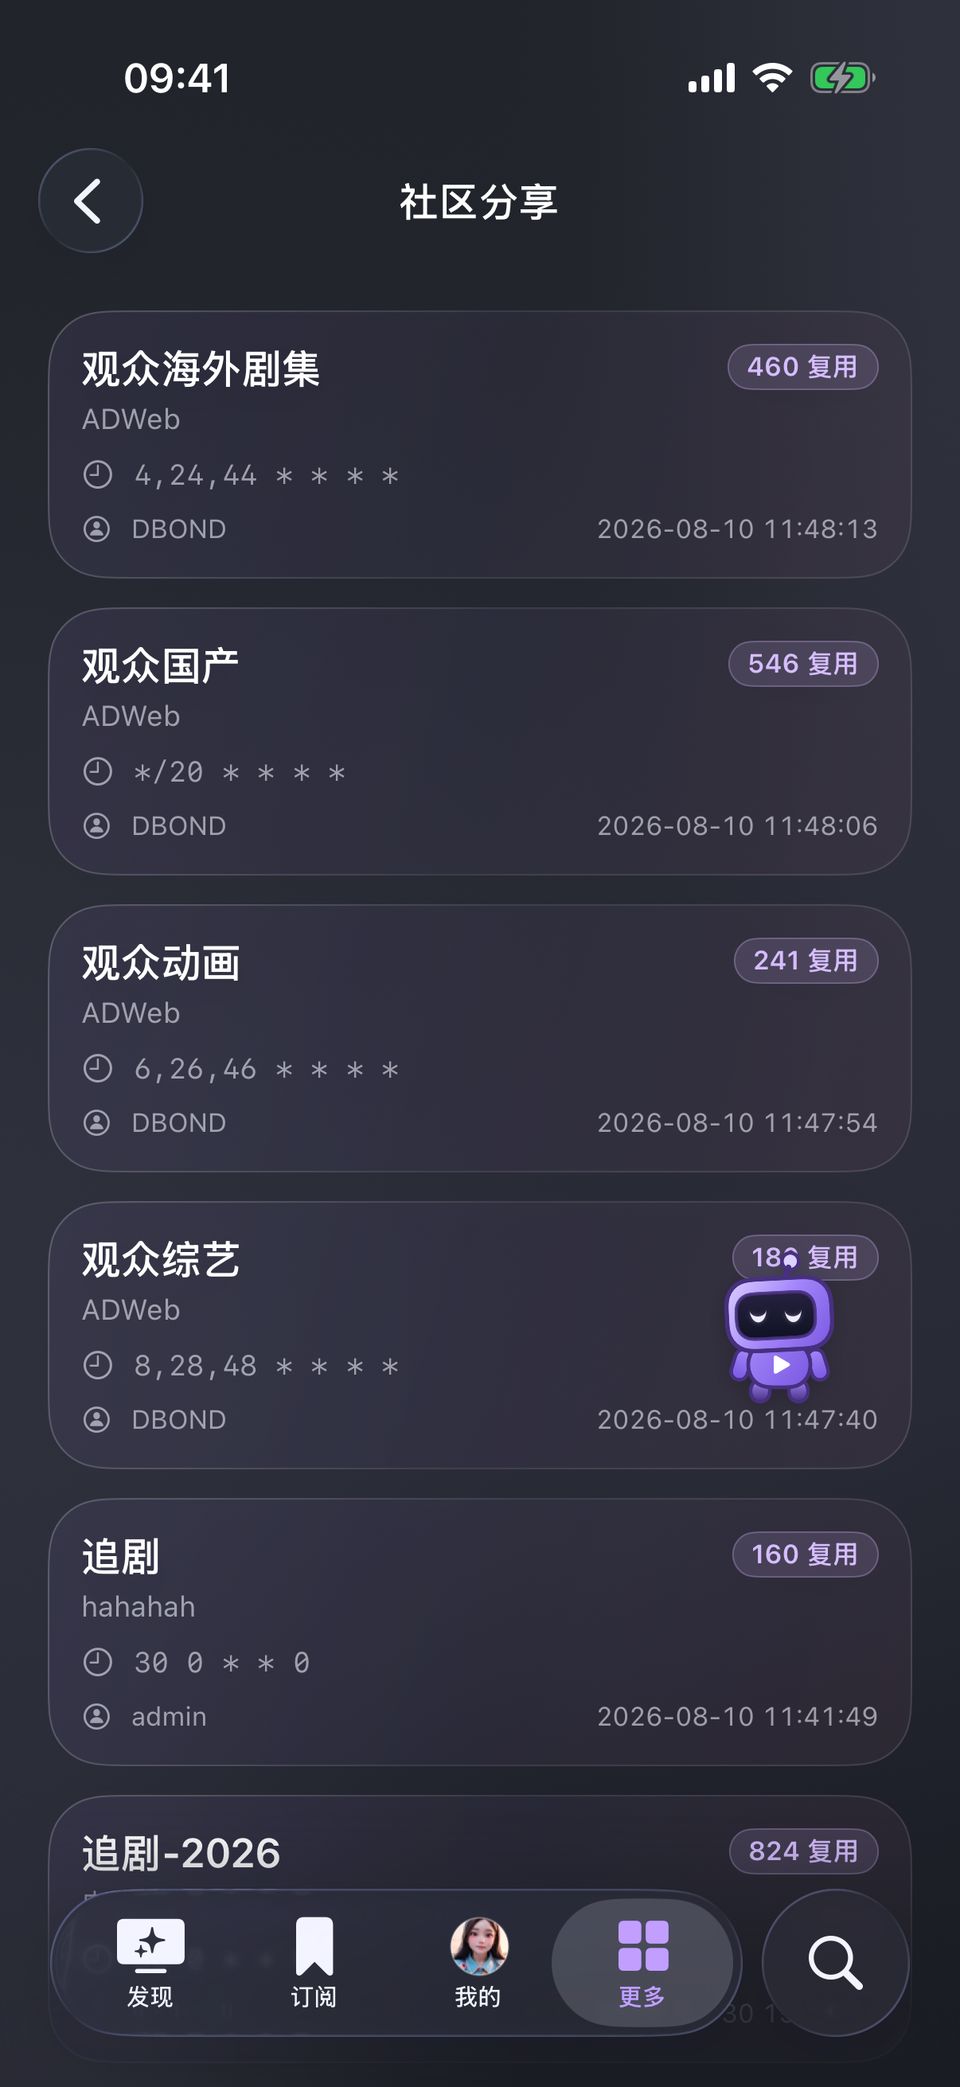 09:41
社区分享
观众海外剧集
460 复用
ADWeb
4,24,44 * * * *
DBOND
2026-08-10 11:48:13
观众国产
546 复用
ADWeb
*/20 * * * *
DBOND
2026-08-10 11:48:06
观众动画
241 复用
ADWeb
6,26,46 * * * *
DBOND
2026-08-10 11:47:54
观众综艺
复用
ADWeb
8,28,48 * * * *
DBOND
2026-08-10 11:47:40
追剧
160 复用
hahahah
30 0 * * 0
admin
2026-08-10 11:41:49
追剧-2026
824 复用
发现
订阅
我的
更多